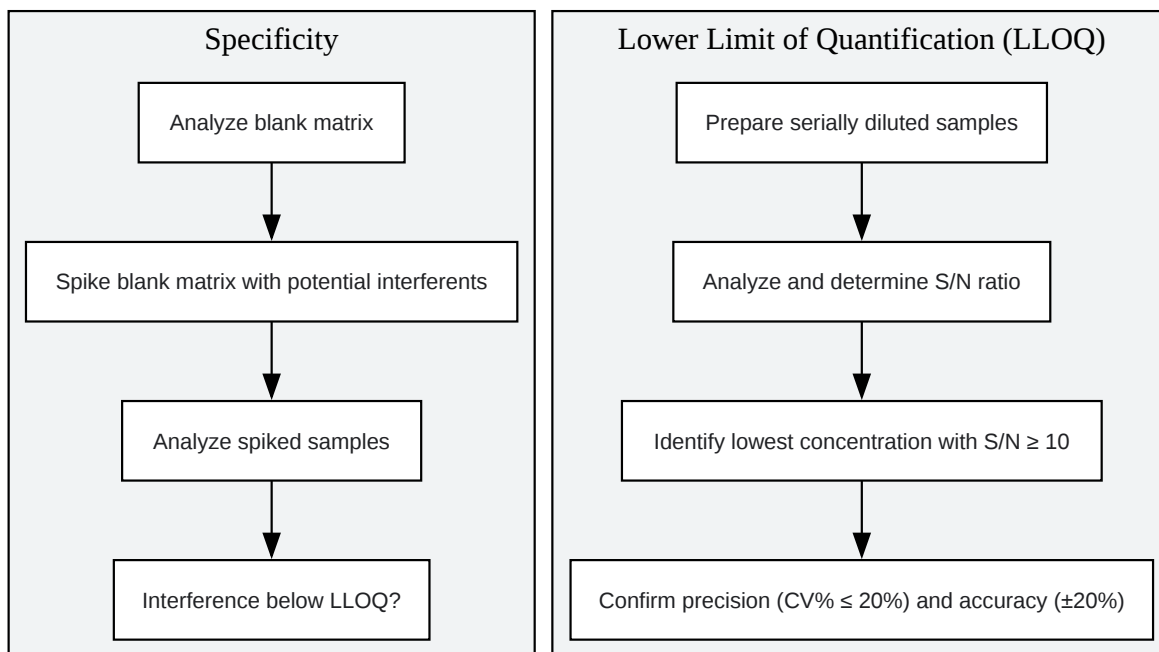 Specificity
Analyze blank matrix
Spike blank matrix with potential interferents
Analyze spiked samples
Interference below LLOQ?
Lower Limit of Quantification (LLOQ)
Prepare serially diluted samples
Analyze and determine S/N ratio
Identify lowest concentration with S/N ≥ 10
Confirm precision (CV% ≤ 20%) and accuracy (±20%)